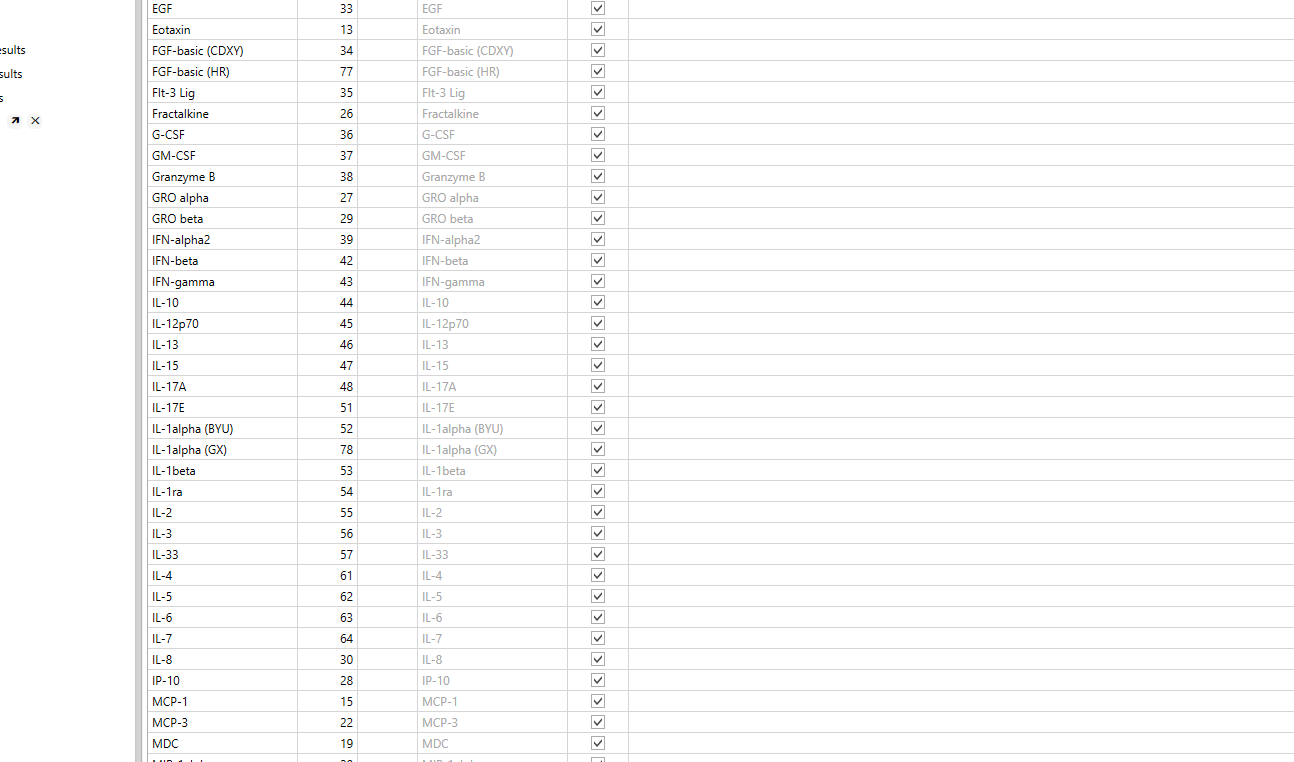 EGF 33 EGF
Eotaxin 13 Eotaxin
esults FGF-basic (CDXY) 34 FGF-basic (CDXY)
sults FGF-basic (HR) 77 FGF-basic (HR)
s Flt-3 Lig 35 Flt-3 Lig
Fractalkine 26 Fractalkine
G-CSF 36 G-CSF
GM-CSF 37 GM-CSF
Granzyme B 38 Granzyme B
GRO alpha 27 GRO alpha
GRO beta 29 GRO beta
IFN-alpha2 39 IFN-alpha2
IFN-beta 42 IFN-beta
IFN-gamma 43 IFN-gamma
IL-10 44 IL-10
IL-12p70 45 IL-12p70
IL-13 46 IL-13
IL-15 47 IL-15
IL-17A 48 IL-17A
IL-17E 51 IL-17E
IL-1alpha (BYU) 52 IL-1alpha (BYU)
IL-1alpha (GX) 78 IL-1alpha (GX)
IL-1beta 53 IL-1beta
IL-1ra 54 IL-1ra
IL-2 55 IL-2
IL-3 56 IL-3
IL-33 57 IL-33
IL-4 61 IL-4
IL-5 62 IL-5
IL-6 63 IL-6
IL-7 64 IL-7
IL-8 30 IL-8
IP-10 28 IP-10
MCP-1 15 MCP-1
MCP-3 22 MCP-3
MDC 19 MDC